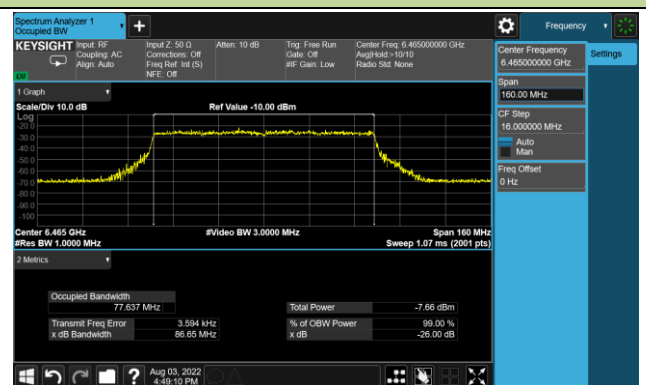 Spectrum Analyzer 1
Occupied BW
Frequency
KEYSIGHT
Input: RF
Coupling: AC
Align: Auto
Input Z: 50 Ω
Corrections: Off
Freq Ref: Int (S)
NFE: Off
Atten: 10 dB
Trig: Free Run
Gate: Off
#IF Gain: Low
Center Freq: 6.465000000 GHz
Avg|Hold:>10/10
Radio Std: None
LXI
Center Frequency
6.465000000 GHz
Settings
Span
160.00 MHz
CF Step
16.000000 MHz
Auto
Man
Freq Offset
0 Hz
1 Graph
Scale/Div 10.0 dB
Ref Value -10.00 dBm
Log
-20.0
-30.0
-40.0
-50.0
-60.0
-70.0
-80.0
-90.0
-100
Center 6.465 GHz
#Video BW 3.0000 MHz
Span 160 MHz
#Res BW 1.0000 MHz
Sweep 1.07 ms (2001 pts)
2 Metrics
Occupied Bandwidth
77.637 MHz
Total Power
-7.66 dBm
Transmit Freq Error
3.594 kHz
% of OBW Power
99.00 %
x dB Bandwidth
86.65 MHz
x dB
-26.00 dB
?
Aug 03, 2022
4:49:10 PM